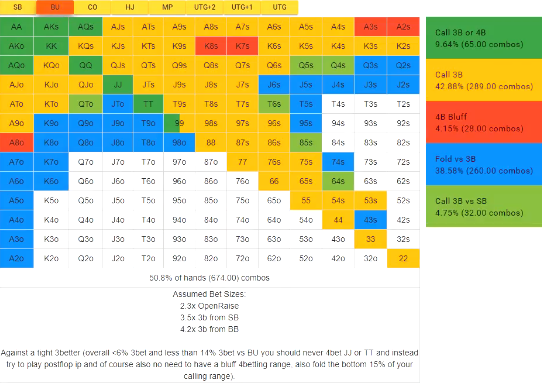 SB BU CO HJ MP UTG+2 UTG+1 UTG
AA AKs AQs AJs ATs A9s A8s A7s A6s A5s A4s A3s A2s
AKo KK KQs KJs KTs K9s K8s K7s K6s K5s K4s K3s K2s
AQo KQo QQ QJs QTs Q9s Q8s Q7s Q6s Q5s Q4s Q3s Q2s
AJo KJo QJo JJ JTs J9s J8s J7s J6s J5s J4s J3s J2s
ATo KTo QTo JTo TT T9s T8s T7s T6s T5s T4s T3s T2s
A9o K9o Q9o J9o T9o 99 98s 97s 96s 95s 94s 93s 92s
A8o K8o Q8o J8o T8o 98o 88 87s 86s 85s 84s 83s 82s
A7o K7o Q7o J7o T7o 97o 87o 77 76s 75s 74s 73s 72s
A6o K6o Q6o J6o T6o 96o 86o 76o 66 65s 64s 63s 62s
A5o K5o Q5o J5o T5o 95o 85o 75o 65o 55 54s 53s 52s
A4o K4o Q4o J4o T4o 94o 84o 74o 64o 54o 44 43s 42s
A3o K3o Q3o J3o T3o 93o 83o 73o 63o 53o 43o 33 32s
A2o K2o Q2o J2o T2o 92o 82o 72o 62o 52o 42o 32o 22
50.8% of hands (674.00) combos
Assumed Bet Sizes:
2.3x OpenRaise
3.5x 3b from SB
4.2x 3b from BB
Against a tight 3better (overall <6% 3bet and less than 14% 3bet vs BU you should never 4bet JJ or TT and instead
try to play postflop ip and of course also no need to have a bluff 4betting range, also fold the bottom 15% of your
calling range).
Call 3B or 4B
9.64% (65.00 combos)
Call 3B
42.88% (289.00 combos)
4B Bluff
4.15% (28.00 combos)
Fold vs 3B
38.58% (260.00 combos)
Call 3B vs SB
4.75% (32.00 combos)